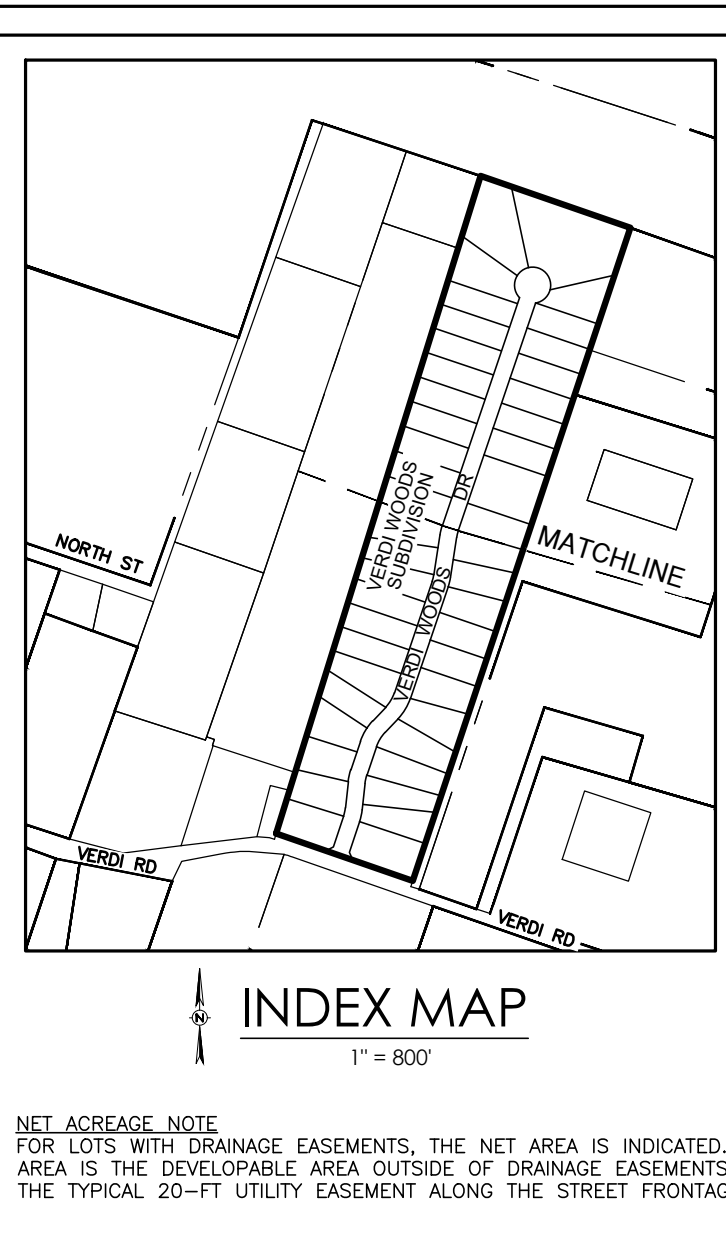 VERDI WOODS
SUBDIVISION
DR
MATCHLINE
NORTH ST
VERDI WOODS
VERDI RD
VERDI RD
N
INDEX MAP
1" = 800'
NET ACREAGE NOTE
FOR LOTS WITH DRAINAGE EASEMENTS, THE NET AREA IS INDICATED.
AREA IS THE DEVELOPABLE AREA OUTSIDE OF DRAINAGE EASEMENTS
THE TYPICAL 20-FT UTILITY EASEMENT ALONG THE STREET FRONTAG